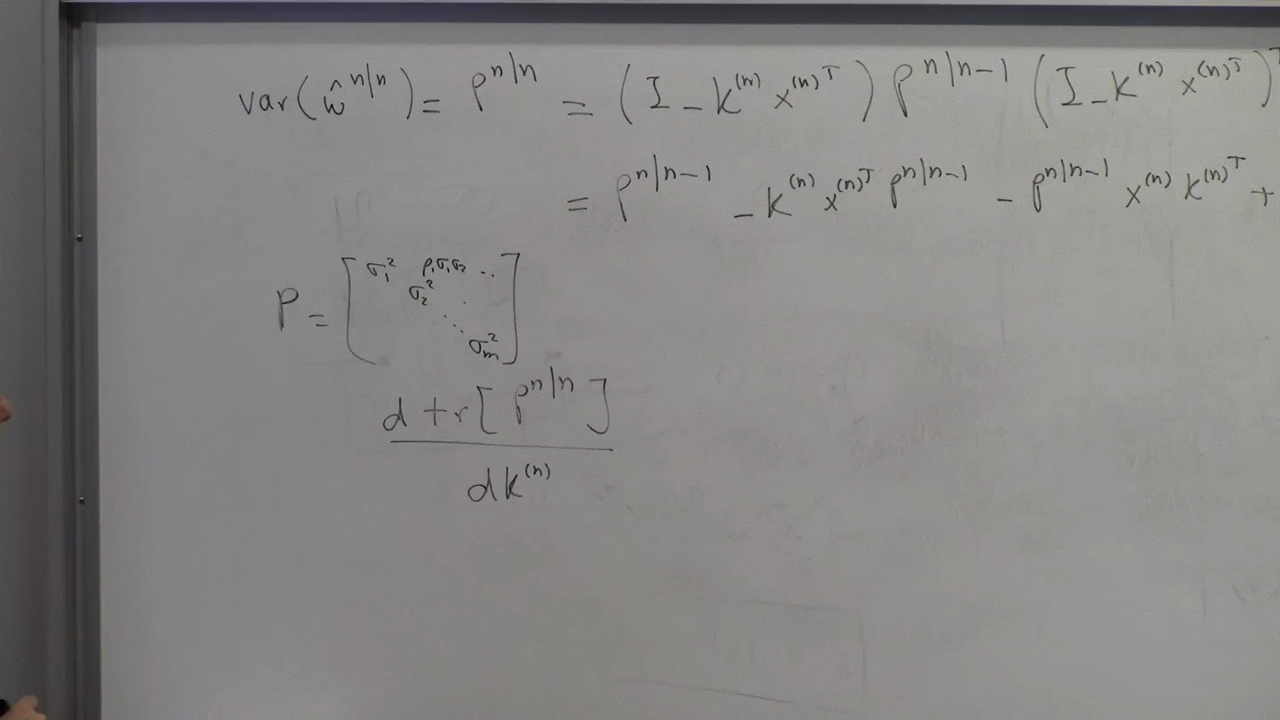 var(ŵ^{n|n}) = P^{n|n} = (I - k^{(n)} x^{(n)T}) P^{n|n-1} (I - k^{(n)} x^{(n)T})^T
= P^{n|n-1} - k^{(n)} x^{(n)T} P^{n|n-1} - P^{n|n-1} x^{(n)} k^{(n)T} +
P = [σ₁² ρ₁σ₁σ₂ ..
σ₂² .
⋱
σₘ²]
d tr[P^{n|n}]
dk^{(n)}